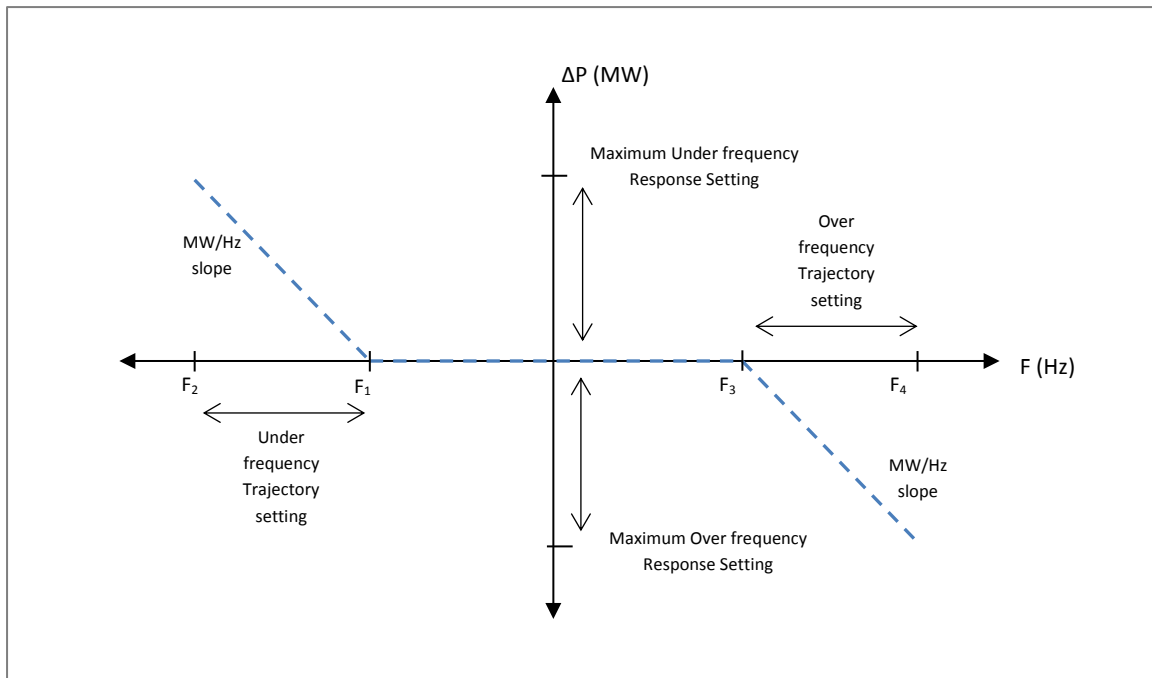 ΔP (MW)
Maximum Under frequency
Response Setting
Over
frequency
Trajectory
setting
MW/Hz
slope
F₂
F₁
F₃
F₄
F (Hz)
Under
frequency
Trajectory
setting
MW/Hz
slope
Maximum Over frequency
Response Setting